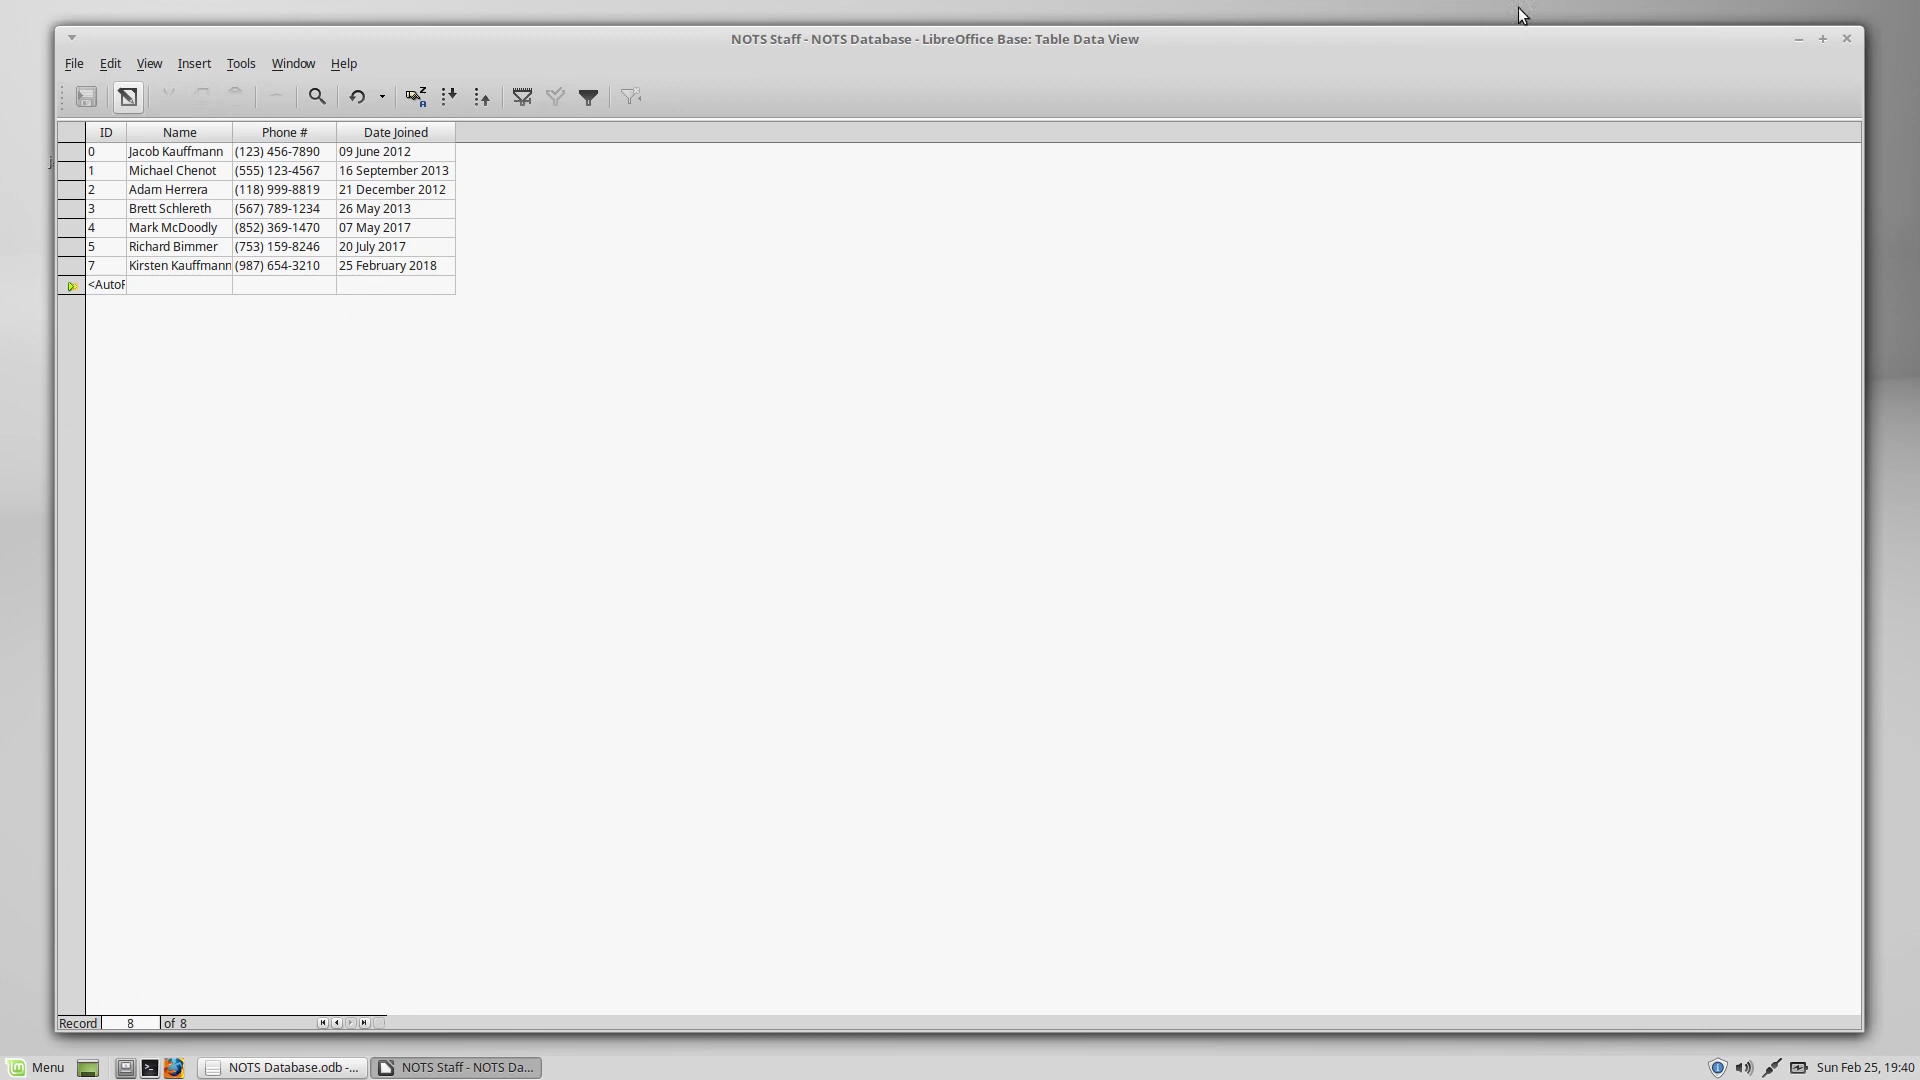 NOTS Staff - NOTS Database - LibreOffice Base: Table Data View
File Edit View Insert Tools Window Help
ID Name Phone # Date Joined
0 Jacob Kauffmann (123) 456-7890 09 June 2012
1 Michael Chenot (555) 123-4567 16 September 2013
2 Adam Herrera (118) 999-8819 21 December 2012
3 Brett Schlereth (567) 789-1234 26 May 2013
4 Mark McDoodly (852) 369-1470 07 May 2017
5 Richard Bimmer (753) 159-8246 20 July 2017
7 Kirsten Kauffmann (987) 654-3210 25 February 2018
<AutoF
Record 8 of 8
Menu NOTS Database.odb -... NOTS Staff - NOTS Da... Sun Feb 25, 19:40